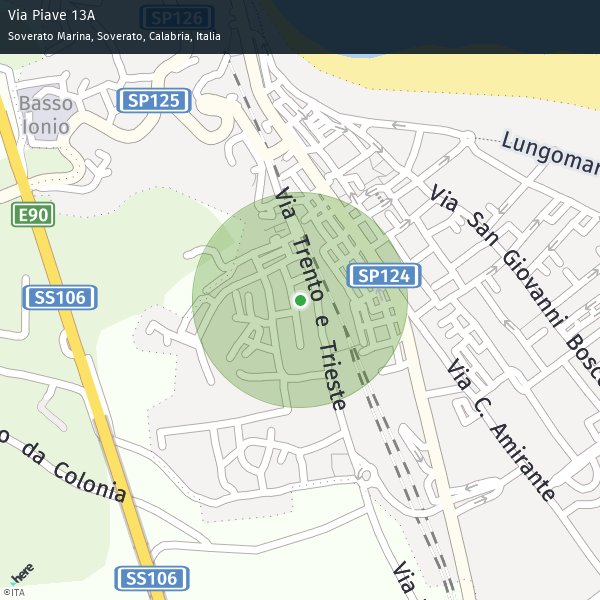 Via Piave 13A
Soverato Marina, Soverato, Calabria, Italia
SP126
SP125
Basso
Ionio
Lungomar
E90
Via San Giovanni Bosco
Via Trento e Trieste
SP124
SS106
Via C. Amirante
o da Colonia
SS106
Via
here
©ITA